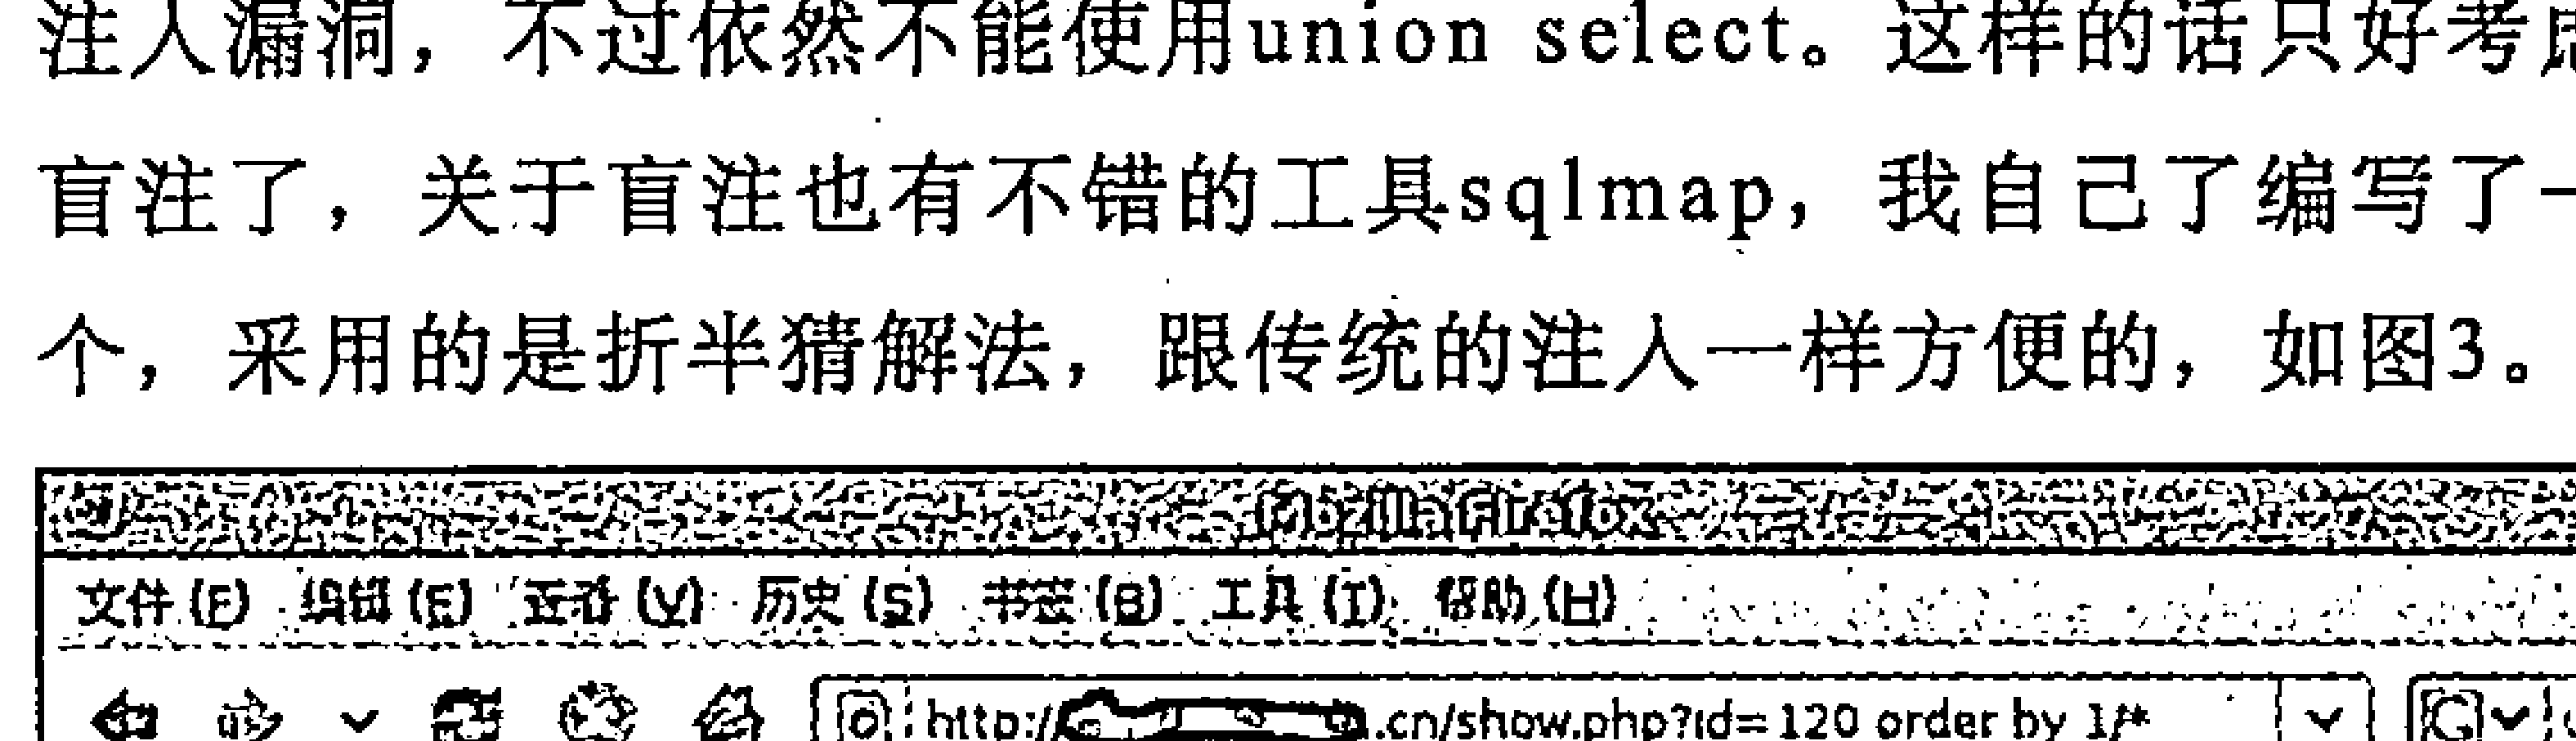 注入漏洞，不过依然不能使用union select。这样的话只好考虑
盲注了，关于盲注也有不错的工具sqlmap，我自己了编写了一
个，采用的是折半猜解法，跟传统的注入一样方便的，如图3。
Mozilla Firefox
文件(F) 编辑(E) 查看(V) 历史(S) 书签(B) 工具(T) 帮助(H)
http:// .cn/show.php?id=120 order by 1/*